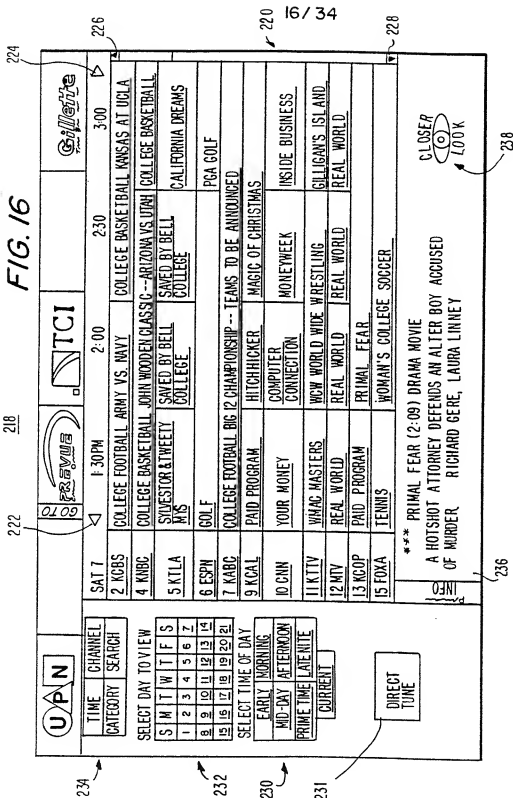 16/34
FIG. 16
218
UPN
GO TO
PREVUE
TCI
Gillette
234
TIME CHANNEL
CATEGORY SEARCH
SELECT DAY TO VIEW
S M T W T F S
1 2 3 4 5 6 7
8 9 10 11 12 13 14
15 16 17 18 19 20 21
232
SELECT TIME OF DAY
EARLY MORNING
MID-DAY AFTERNOON
PRIME TIME LATE NITE
CURRENT
230
DIRECT TUNE
231
222
224
226
220
228
SAT 7 1:30PM 2:00 2:30 3:00
2 KCBS COLLEGE FOOTBALL ARMY VS. NAVY COLLEGE BASKETBALL KANSAS AT UCLA
4 KNBC COLLEGE BASKETBALL JOHN WOODEN CLASSIC--ARIZONA VS. UTAH COLLEGE BASKETBALL
5 KTLA SYLVESTOR & TWEETY MYS SAVED BY BELL COLLEGE SAVED BY BELL COLLEGE CALIFORNIA DREAMS
6 ESPN GOLF PGA GOLF
7 KABC COLLEGE FOOTBALL BIG 12 CHAMPIONSHIP--TEAMS TO BE ANNOUNCED
9 KCAL PAID PROGRAM HITCHHICKER MAGIC OF CHRISTMAS
10 CNN YOUR MONEY COMPUTER CONNECTION MONEYWEEK INSIDE BUSINESS
11 KTTV WMAC MASTERS WCW WORLD WIDE WRESTLING GILLIGAN'S ISLAND
12 MTV REAL WORLD REAL WORLD REAL WORLD REAL WORLD
13 KCOP PAID PROGRAM PRIMAL FEAR
15 FOXA TENNIS WOMAN'S COLLEGE SOCCER
INFO
236
*** PRIMAL FEAR (2:09) DRAMA MOVIE
A HOTSHOT ATTORNEY DEFENDS AN ALTER BOY ACCUSED
OF MURDER RICHARD GERE, LAURA LINNEY
CLOSER
LOOK
238